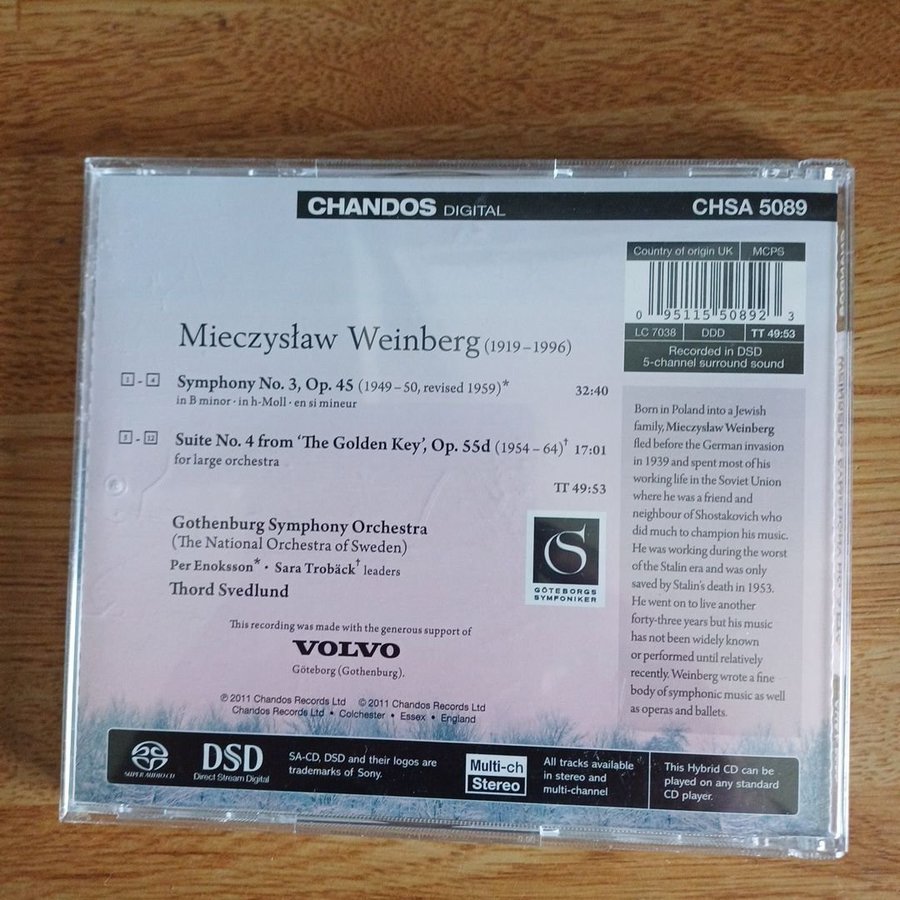 CHANDOS DIGITAL
CHSA 5089
Country of origin UK
MCPS
0 95115 50892 3
LC 7038
DDD
TT 49:53
Recorded in DSD
5-channel surround sound
Mieczysław Weinberg (1919–1996)
1 - 4 Symphony No. 3, Op. 45 (1949–50, revised 1959)* 32:40
in B minor · in h-Moll · en si mineur
5 - 12 Suite No. 4 from ‘The Golden Key’, Op. 55d (1954–64)† 17:01
for large orchestra
TT 49:53
Gothenburg Symphony Orchestra
(The National Orchestra of Sweden)
Per Enoksson* · Sara Trobäck† leaders
Thord Svedlund
GS
GÖTEBORGS
SYMFONIKER
This recording was made with the generous support of
VOLVO
Göteborg (Gothenburg).
℗ 2011 Chandos Records Ltd © 2011 Chandos Records Ltd
Chandos Records Ltd • Colchester • Essex • England
Born in Poland into a Jewish
family, Mieczysław Weinberg
fled before the German invasion
in 1939 and spent most of his
working life in the Soviet Union
where he was a friend and
neighbour of Shostakovich who
did much to champion his music.
He was working during the worst
of the Stalin era and was only
saved by Stalin’s death in 1953.
He went on to live another
forty-three years but his music
has not been widely known
or performed until relatively
recently. Weinberg wrote a fine
body of symphonic music as well
as operas and ballets.
SUPER AUDIO CD
DSD
Direct Stream Digital
SA-CD, DSD and their logos are
trademarks of Sony.
Multi-ch
Stereo
All tracks available
in stereo and
multi-channel
This Hybrid CD can be
played on any standard
CD player.